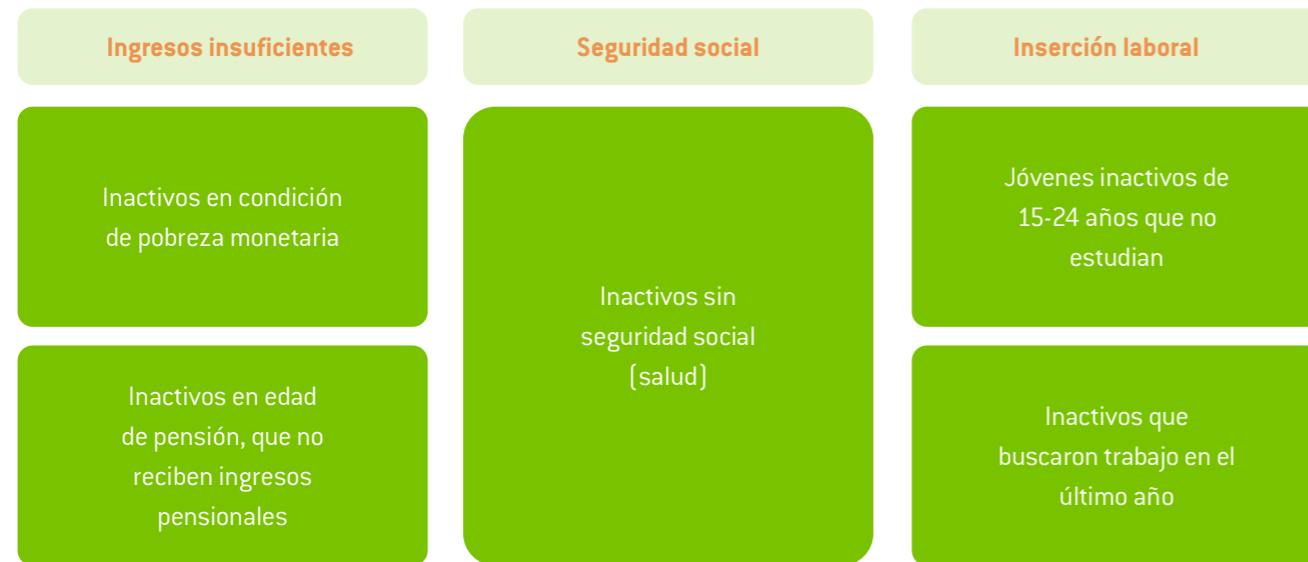 Ingresos insuficientes
Inactivos en condición
de pobreza monetaria
Inactivos en edad
de pensión, que no
reciben ingresos
pensionales
Seguridad social
Inactivos sin
seguridad social
(salud)
Inserción laboral
Jóvenes inactivos de
15-24 años que no
estudian
Inactivos que
buscaron trabajo en el
último año